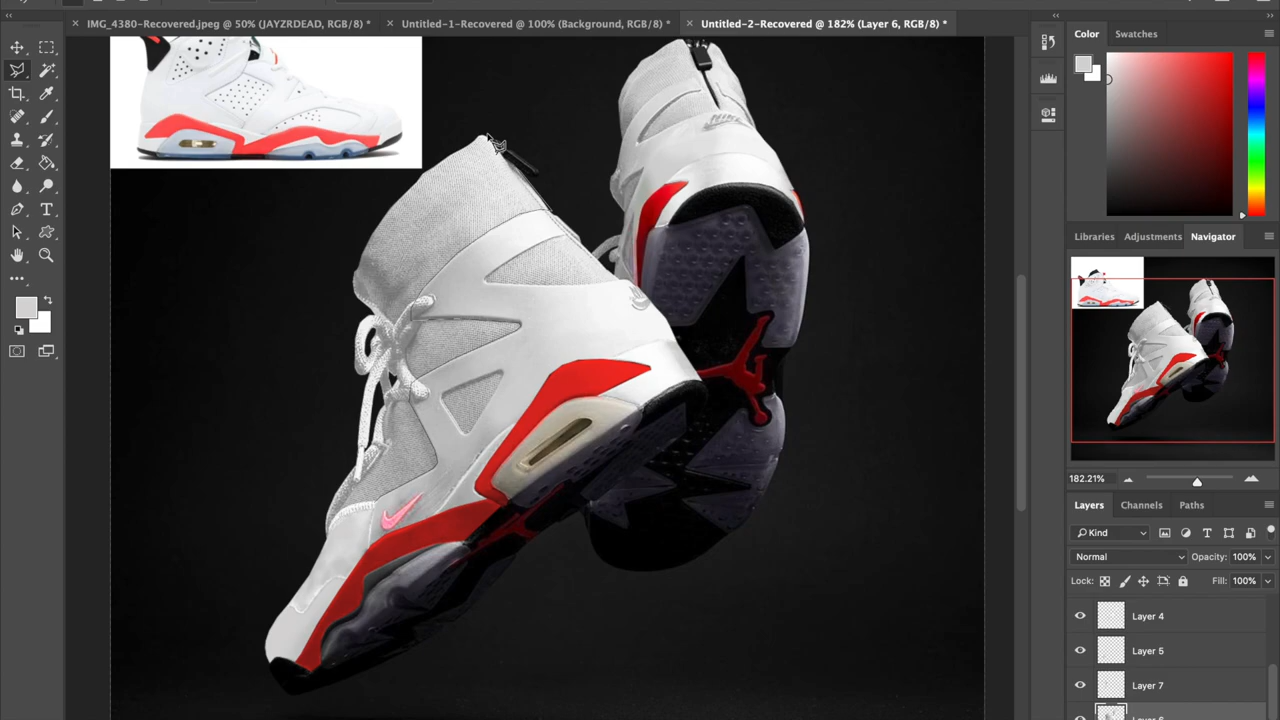 IMG_4380-Recovered.jpeg @ 50% (JAYZRDEAD, RGB/8) *
Untitled-1-Recovered @ 100% (Background, RGB/8) *
Untitled-2-Recovered @ 182% (Layer 6, RGB/8) *
Color
Swatches
Libraries
Adjustments
Navigator
182.21%
Layers
Channels
Paths
Kind
Normal
Opacity: 100%
Lock:
Fill: 100%
Layer 4
Layer 5
Layer 7
Layer 6